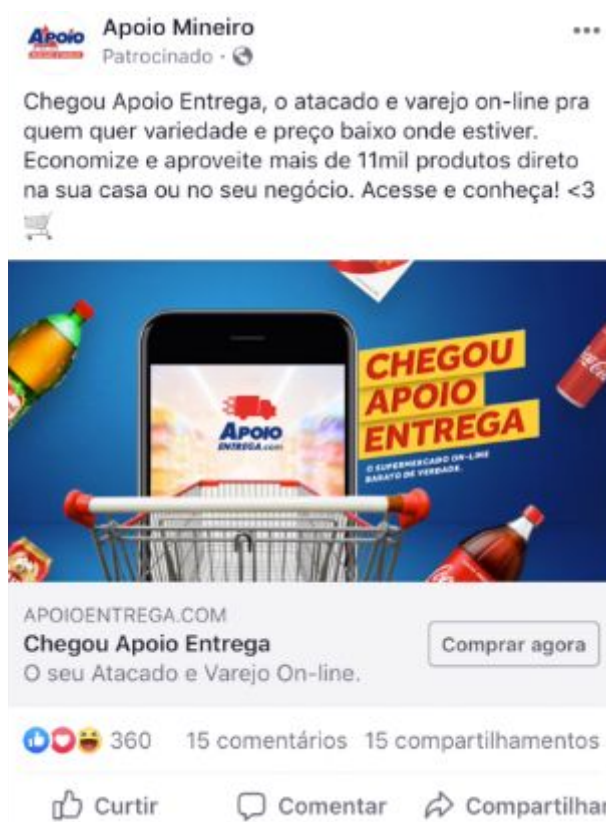 Apoio
Apoio Mineiro
Patrocinado ·
Chegou Apoio Entrega, o atacado e varejo on-line pra
quem quer variedade e preço baixo onde estiver.
Economize e aproveite mais de 11mil produtos direto
na sua casa ou no seu negócio. Acesse e conheça! <3
CHEGOU
APOIO
ENTREGA
O SUPERMERCADO ON-LINE
BARATO DE VERDADE.
APOIO
ENTREGA.com
Coca-Cola
APOIOENTREGA.COM
Chegou Apoio Entrega
Comprar agora
O seu Atacado e Varejo On-line.
360 15 comentários 15 compartilhamentos
Curtir Comentar Compartilhar